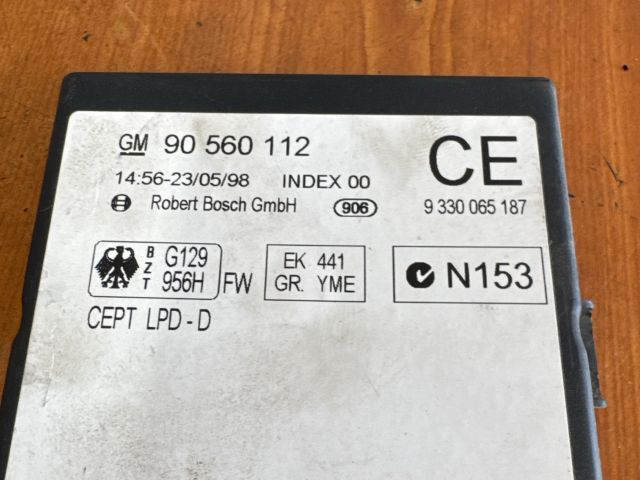 GM 90 560 112 CE
14:56-23/05/98 INDEX 00
Robert Bosch GmbH 906 9 330 065 187
BZT G129 956H FW
EK 441
GR. YME
N153
CEPT LPD - D